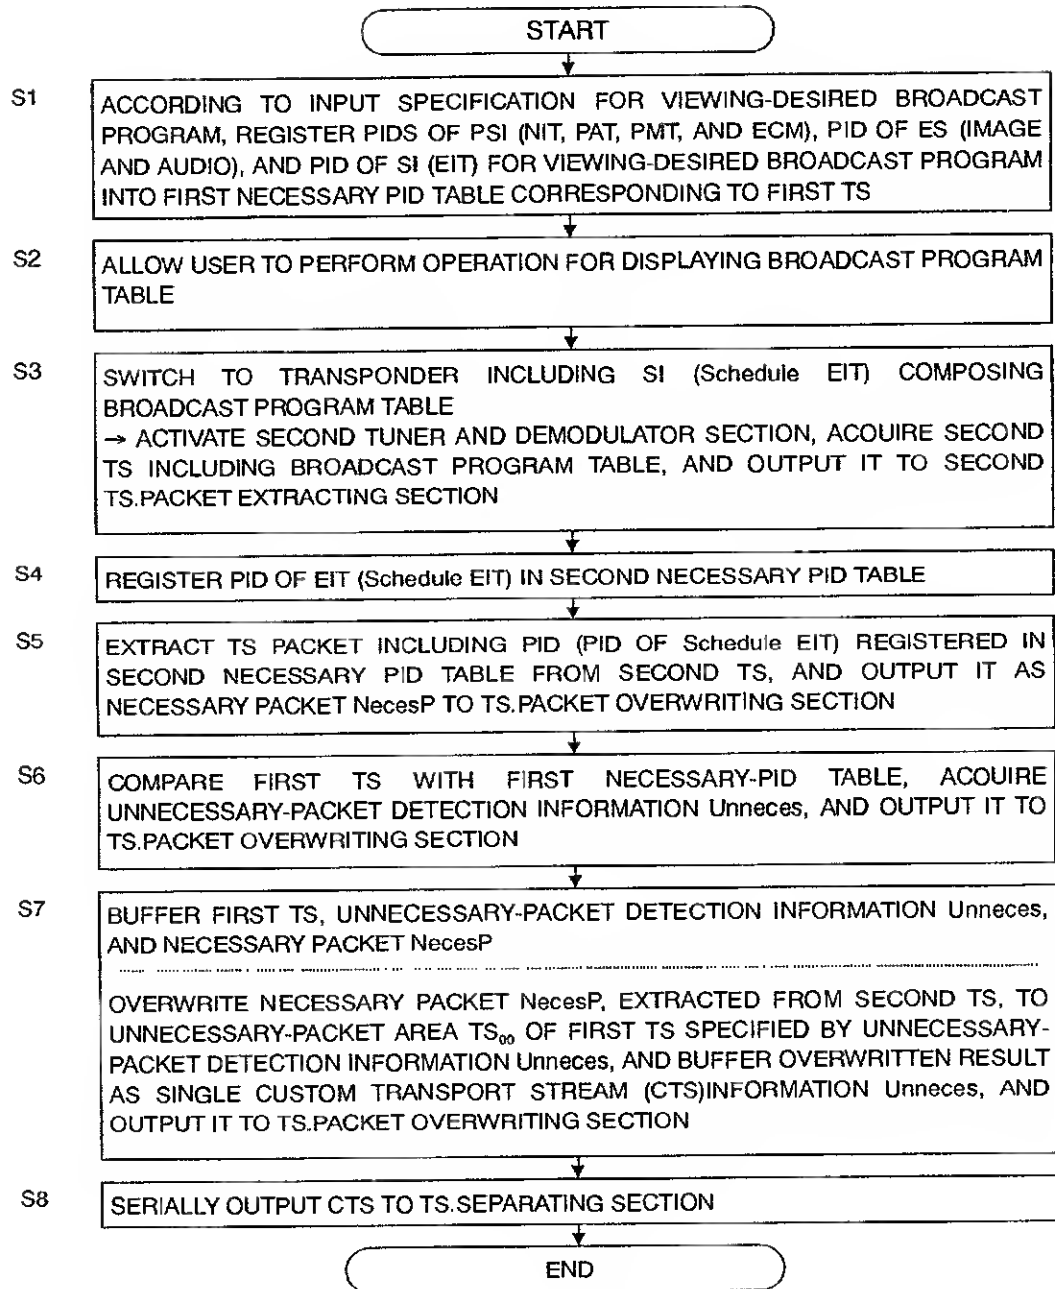 START
S1
ACCORDING TO INPUT SPECIFICATION FOR VIEWING-DESIRED BROADCAST
PROGRAM, REGISTER PIDS OF PSI (NIT, PAT, PMT, AND ECM), PID OF ES (IMAGE
AND AUDIO), AND PID OF SI (EIT) FOR VIEWING-DESIRED BROADCAST PROGRAM
INTO FIRST NECESSARY PID TABLE CORRESPONDING TO FIRST TS
S2
ALLOW USER TO PERFORM OPERATION FOR DISPLAYING BROADCAST PROGRAM
TABLE
S3
SWITCH TO TRANSPONDER INCLUDING SI (Schedule EIT) COMPOSING
BROADCAST PROGRAM TABLE
→ ACTIVATE SECOND TUNER AND DEMODULATOR SECTION, ACOUIRE SECOND
TS INCLUDING BROADCAST PROGRAM TABLE, AND OUTPUT IT TO SECOND
TS.PACKET EXTRACTING SECTION
S4
REGISTER PID OF EIT (Schedule EIT) IN SECOND NECESSARY PID TABLE
S5
EXTRACT TS PACKET INCLUDING PID (PID OF Schedule EIT) REGISTERED IN
SECOND NECESSARY PID TABLE FROM SECOND TS, AND OUTPUT IT AS
NECESSARY PACKET NecesP TO TS.PACKET OVERWRITING SECTION
S6
COMPARE FIRST TS WITH FIRST NECESSARY-PID TABLE, ACOUIRE
UNNECESSARY-PACKET DETECTION INFORMATION Unneces, AND OUTPUT IT TO
TS.PACKET OVERWRITING SECTION
S7
BUFFER FIRST TS, UNNECESSARY-PACKET DETECTION INFORMATION Unneces,
AND NECESSARY PACKET NecesP
OVERWRITE NECESSARY PACKET NecesP, EXTRACTED FROM SECOND TS, TO
UNNECESSARY-PACKET AREA TS₀₀ OF FIRST TS SPECIFIED BY UNNECESSARY-
PACKET DETECTION INFORMATION Unneces, AND BUFFER OVERWRITTEN RESULT
AS SINGLE CUSTOM TRANSPORT STREAM (CTS)INFORMATION Unneces, AND
OUTPUT IT TO TS.PACKET OVERWRITING SECTION
S8
SERIALLY OUTPUT CTS TO TS.SEPARATING SECTION
END